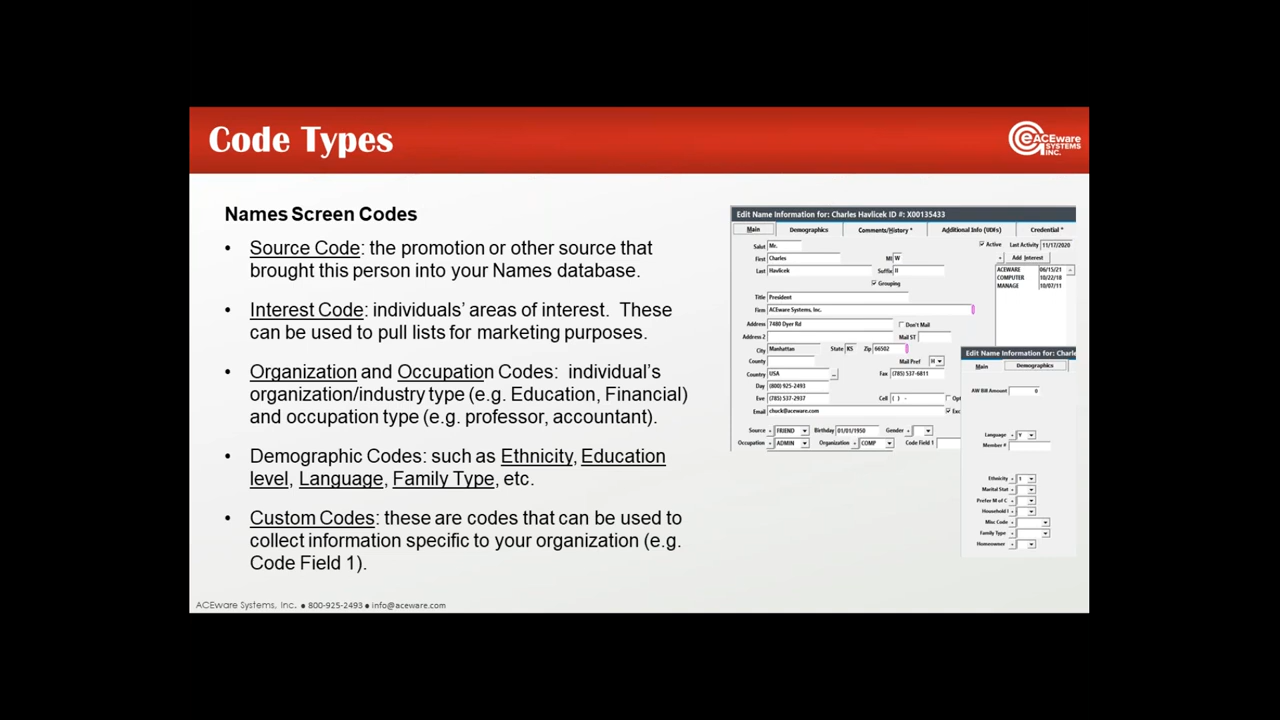 Code Types
ACEware
SYSTEMS
INC.
Names Screen Codes
• Source Code: the promotion or other source that
brought this person into your Names database.
• Interest Code: individuals’ areas of interest. These
can be used to pull lists for marketing purposes.
• Organization and Occupation Codes: individual’s
organization/industry type (e.g. Education, Financial)
and occupation type (e.g. professor, accountant).
• Demographic Codes: such as Ethnicity, Education
level, Language, Family Type, etc.
• Custom Codes: these are codes that can be used to
collect information specific to your organization (e.g.
Code Field 1).
Edit Name Information for: Charles Havlicek ID #: X00135433
Main Demographics Comments/History * Additional Info (UDFs) Credential *
Salut Mr. Active Last Activity 11/17/2020
First Charles MI W Add Interest
Last Havlicek Suffix II ACEWARE 06/15/21
Grouping COMPUTER 10/22/18
MANAGE 10/07/11
Title President
Firm ACEware Systems, Inc.
Address 7480 Dyer Rd Don't Mail
Address 2 Mail ST
City Manhattan State KS Zip 66502
County Mail Pref H
Country USA ... Fax (785) 537-6811
Day (800) 925-2493
Eve (785) 537-2937 Cell ( ) - Opt
Email chuck@aceware.com Exc
Source FRIEND Birthday 01/01/1950 Gender
Occupation ADMIN Organization COMP Code Field 1
Edit Name Information for: Charle
Main Demographics
AW Bill Amount 0
Language Y
Member #
Ethnicity 1
Marital Stat
Prefer M of C
Household I
Misc Code
Family Type
Homeowner
ACEware Systems, Inc. ● 800-925-2493 ● info@aceware.com